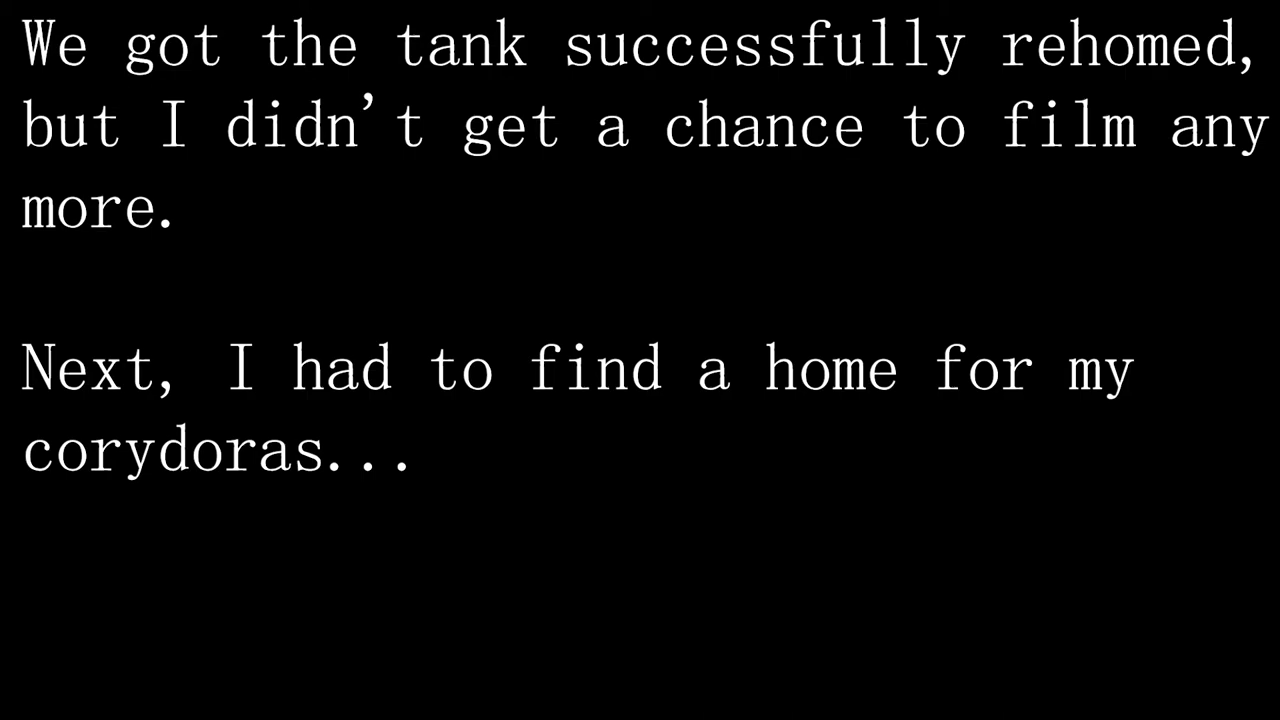 We got the tank successfully rehomed,
but I didn't get a chance to film any
more.
Next, I had to find a home for my
corydoras...